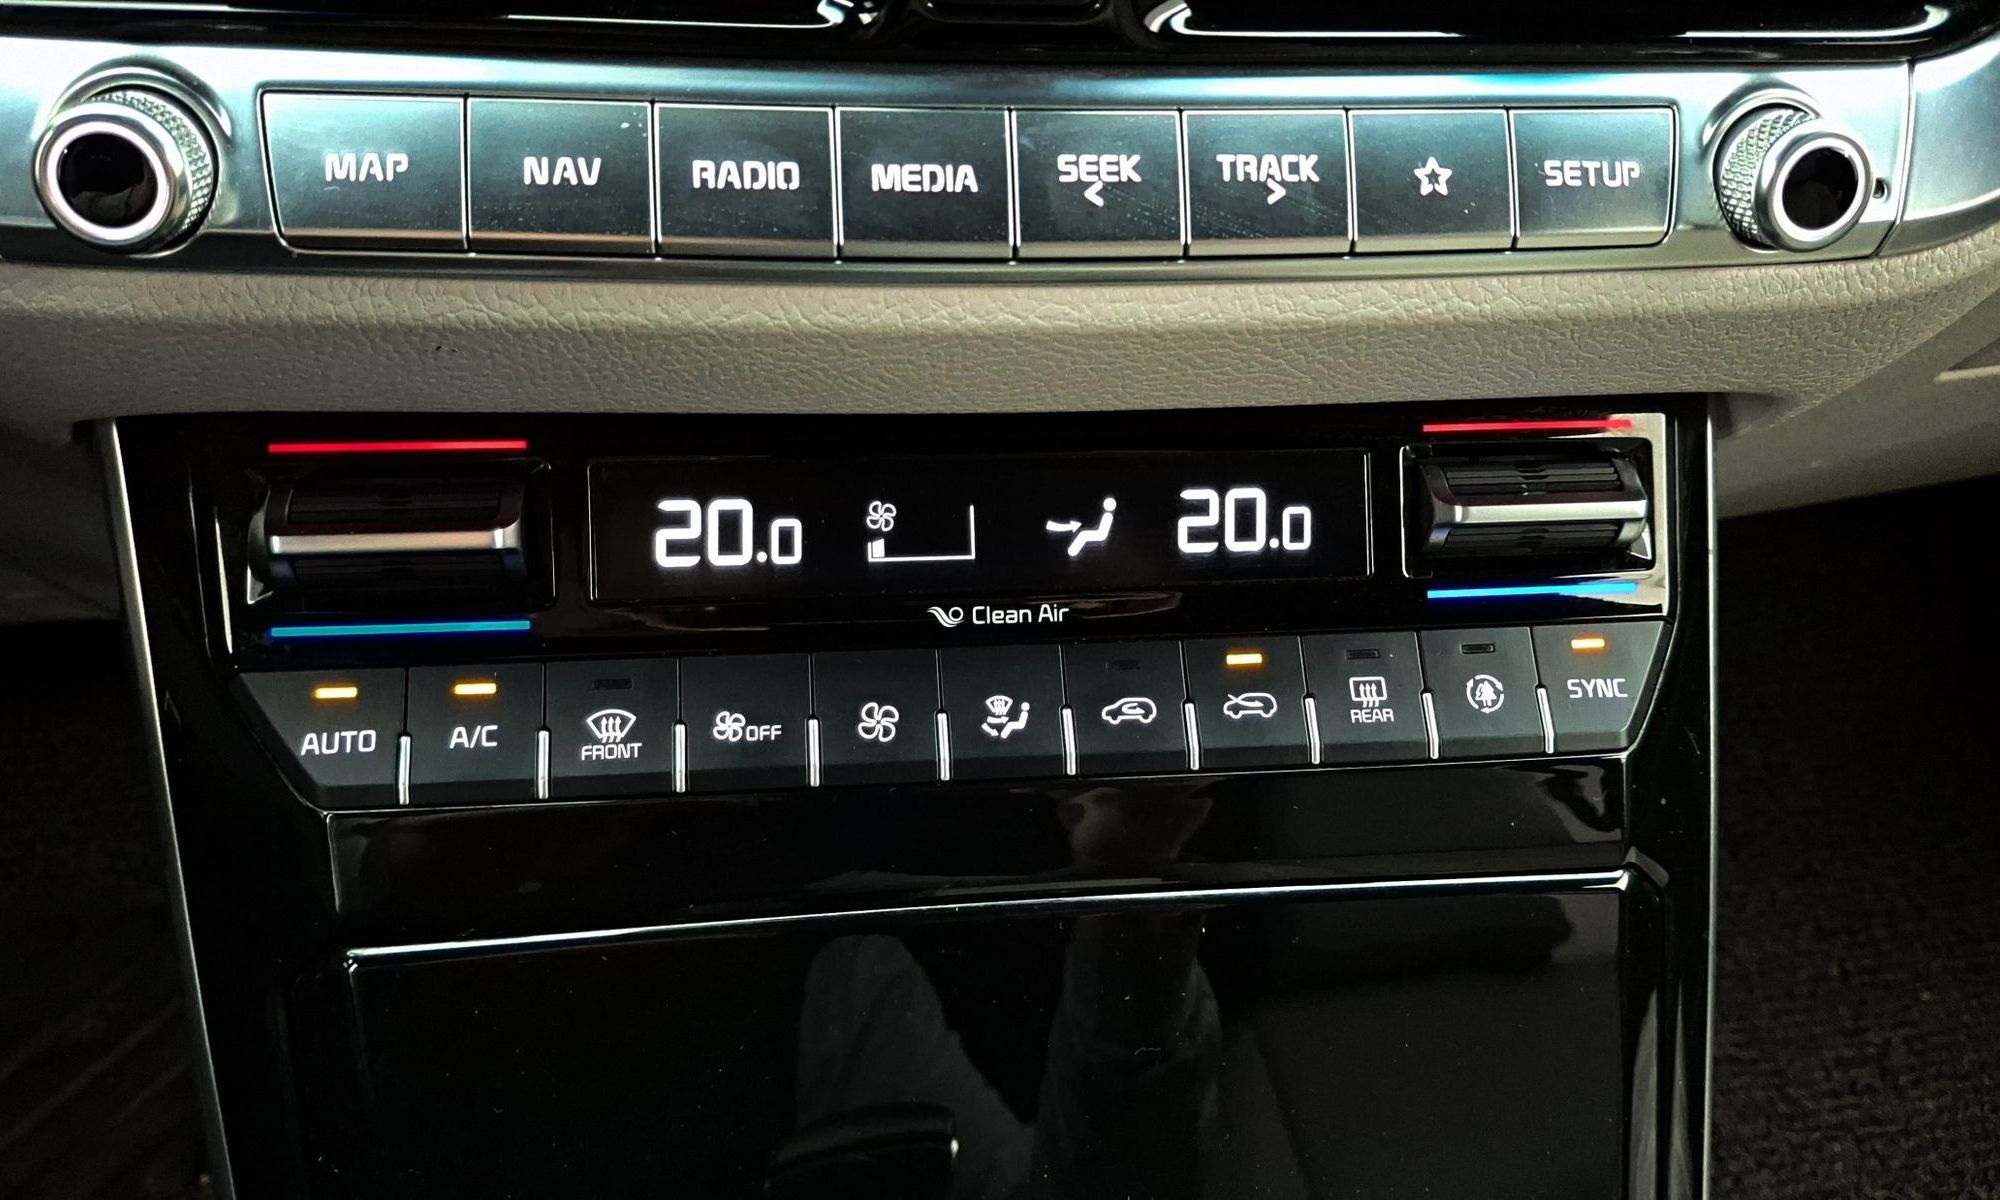 MAP NAV RADIO MEDIA SEEK TRACK SETUP
< >
20.0 20.0
Clean Air
AUTO A/C FRONT OFF REAR SYNC